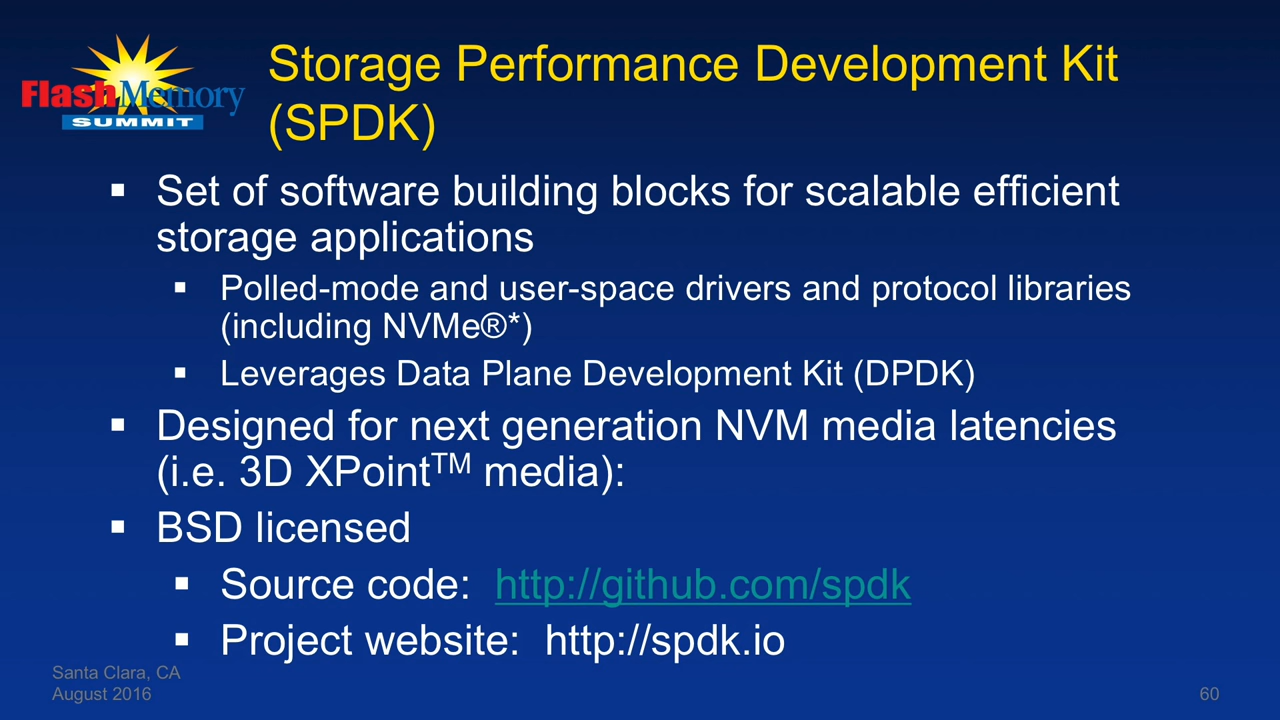 FlashMemory
SUMMIT
Storage Performance Development Kit
(SPDK)
▪ Set of software building blocks for scalable efficient
storage applications
▪ Polled-mode and user-space drivers and protocol libraries
(including NVMe®*)
▪ Leverages Data Plane Development Kit (DPDK)
▪ Designed for next generation NVM media latencies
(i.e. 3D XPoint™ media):
▪ BSD licensed
▪ Source code: http://github.com/spdk
▪ Project website: http://spdk.io
Santa Clara, CA
August 2016
60